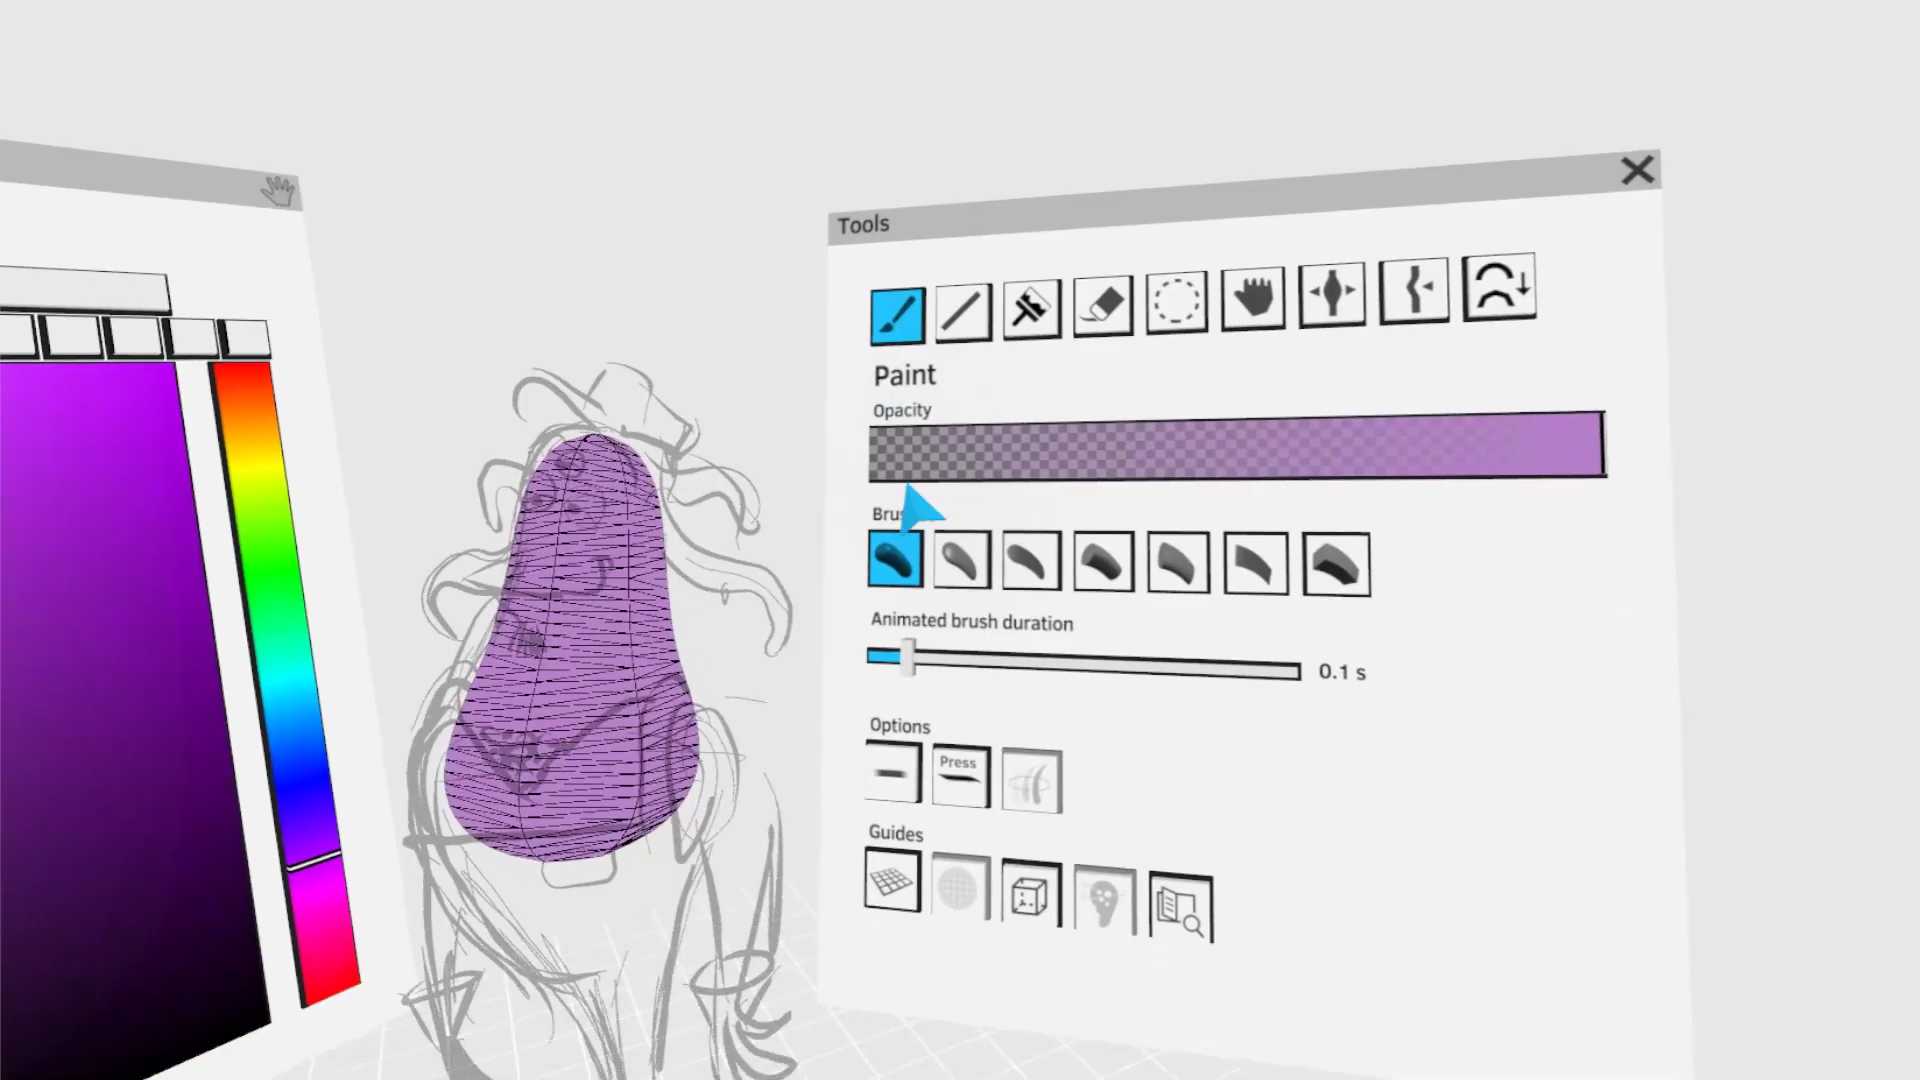 Tools
Paint
Opacity
Animated brush duration
0.1 s
Options
Press
Guides